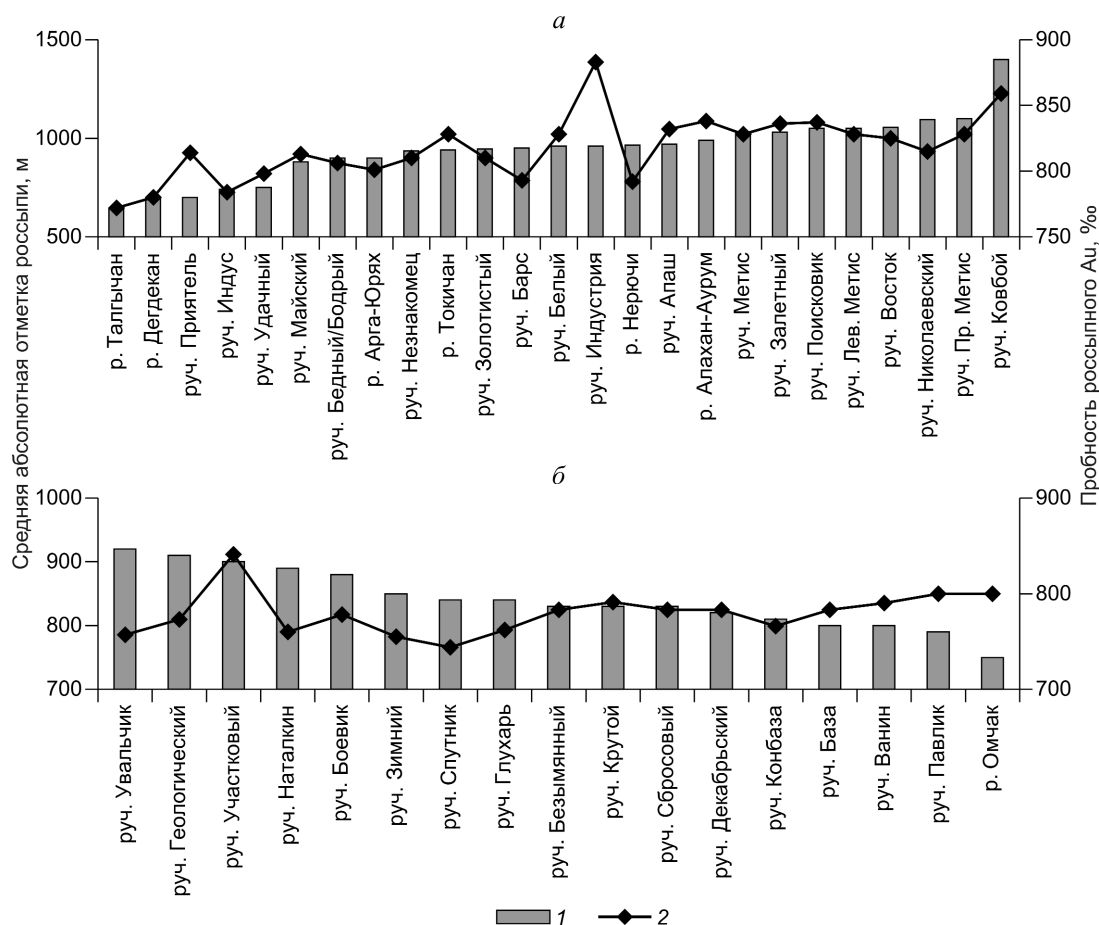 а
Средняя абсолютная отметка россыпи, м
1500
1000
500
900
850
800
750
Пробность россыпного Au, %‰
р. Талгычан
р. Дегдекан
руч. Приятель
руч. Индус
руч. Удачный
руч. Майский
руч. Бедный/Бодрый
р. Арга-Юрях
руч. Незнакомец
р. Токичан
руч. Золотистый
руч. Барс
руч. Белый
руч. Индустрия
р. Нерючи
руч. Апаш
р. Алахан-Аурум
руч. Метис
руч. Залетный
руч. Поисковик
руч. Лев. Метис
руч. Восток
руч. Николаевский
руч. Пр. Метис
руч. Ковбой
б
1000
900
800
700
900
800
700
руч. Увальчик
руч. Геологический
руч. Участковый
руч. Наталкин
руч. Боевик
руч. Зимний
руч. Спутник
руч. Глухарь
руч. Безымянный
руч. Крутой
руч. Сбросовый
руч. Декабрьский
руч. Конбаза
руч. База
руч. Ванин
руч. Павлик
р. Омчак
1 2